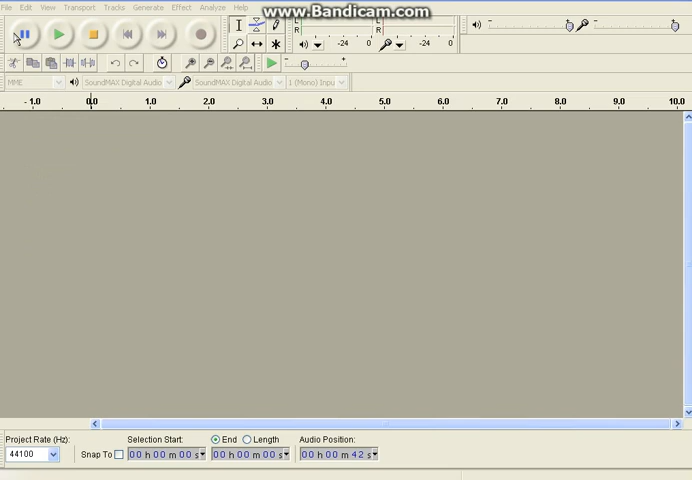 www.Bandicam.com
File Edit View Transport Tracks Generate Effect Analyze Help
L
R
L
R
-24 0 -24 0
MME SoundMAX Digital Audio SoundMAX Digital Audio 1 (Mono) Inpu
- 1.0 0.0 1.0 2.0 3.0 4.0 5.0 6.0 7.0 8.0 9.0 10.0
Project Rate (Hz): Selection Start: End Length Audio Position:
44100 Snap To 00 h 00 m 00 s 00 h 00 m 00 s 00 h 00 m 42 s